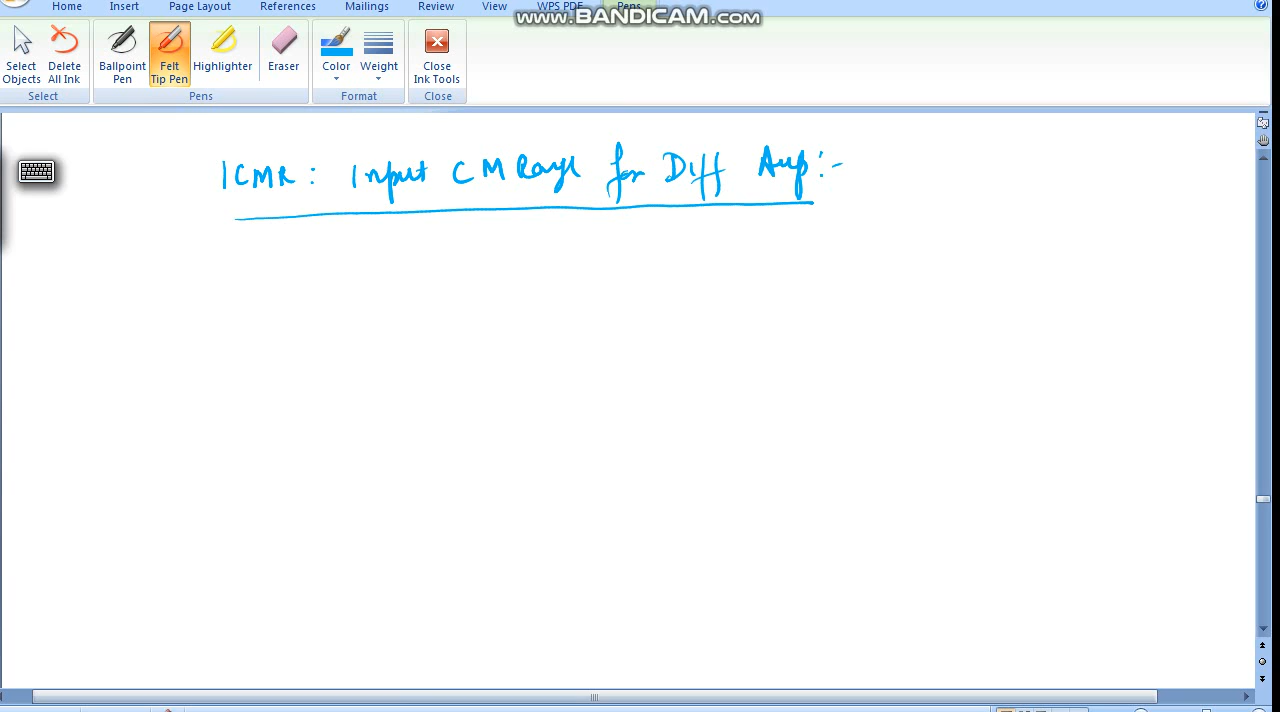 Home Insert Page Layout References Mailings Review View WPS PDF Pens
www.BANDICAM.com
Select Objects Delete All Ink Ballpoint Pen Felt Tip Pen Highlighter Eraser Color Weight Close Ink Tools
Select Pens Format Close
ICMR : Input CM Range for Diff Amp :-